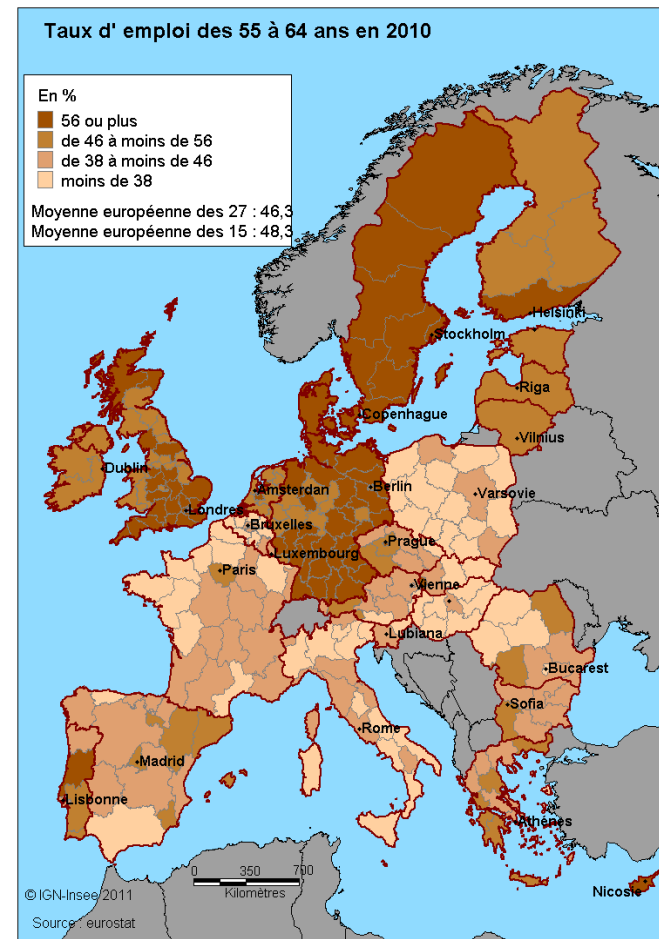 Taux d' emploi des 55 à 64 ans en 2010
En %
56 ou plus
de 46 à moins de 56
de 38 à moins de 46
moins de 38
Moyenne européenne des 27 : 46,3
Moyenne européenne des 15 : 48,3
Helsinki
Stockholm
Riga
Copenhague
Vilnius
Dublin
Amsterdan
Berlin
Varsovie
Londres
Bruxelles
Prague
Luxembourg
Paris
Vienne
Lubiana
Bucarest
Sofia
Rome
Madrid
Lisbonne
Athénes
Nicosie
0 350 700
Kilomètres
© IGN-Insee 2011
Source : eurostat